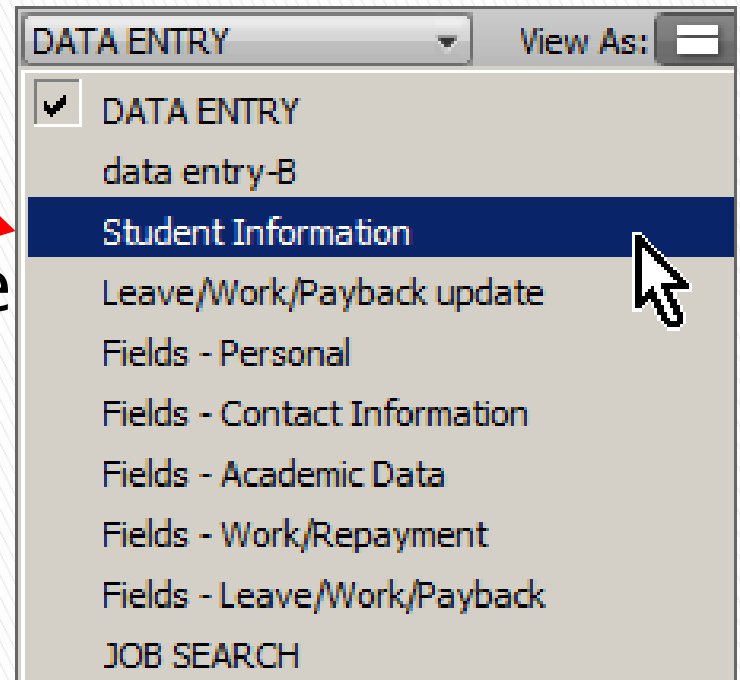 DATA ENTRY View As:
DATA ENTRY
data entry-B
Student Information
e
Leave/Work/Payback update
Fields - Personal
Fields - Contact Information
Fields - Academic Data
Fields - Work/Repayment
Fields - Leave/Work/Payback
JOB SEARCH